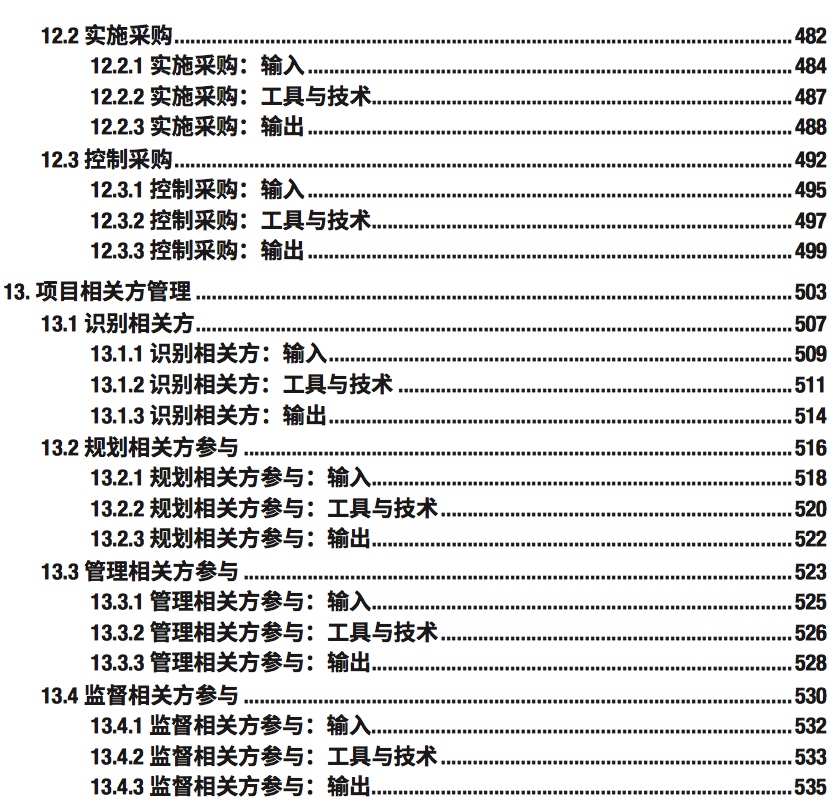 12.2 实施采购........482
12.2.1 实施采购：输入........484
12.2.2 实施采购：工具与技术........487
12.2.3 实施采购：输出........488
12.3 控制采购........492
12.3.1 控制采购：输入........495
12.3.2 控制采购：工具与技术........497
12.3.3 控制采购：输出........499
13. 项目相关方管理........503
13.1 识别相关方........507
13.1.1 识别相关方：输入........509
13.1.2 识别相关方：工具与技术........511
13.1.3 识别相关方：输出........514
13.2 规划相关方参与........516
13.2.1 规划相关方参与：输入........518
13.2.2 规划相关方参与：工具与技术........520
13.2.3 规划相关方参与：输出........522
13.3 管理相关方参与........523
13.3.1 管理相关方参与：输入........525
13.3.2 管理相关方参与：工具与技术........526
13.3.3 管理相关方参与：输出........528
13.4 监督相关方参与........530
13.4.1 监督相关方参与：输入........532
13.4.2 监督相关方参与：工具与技术........533
13.4.3 监督相关方参与：输出........535